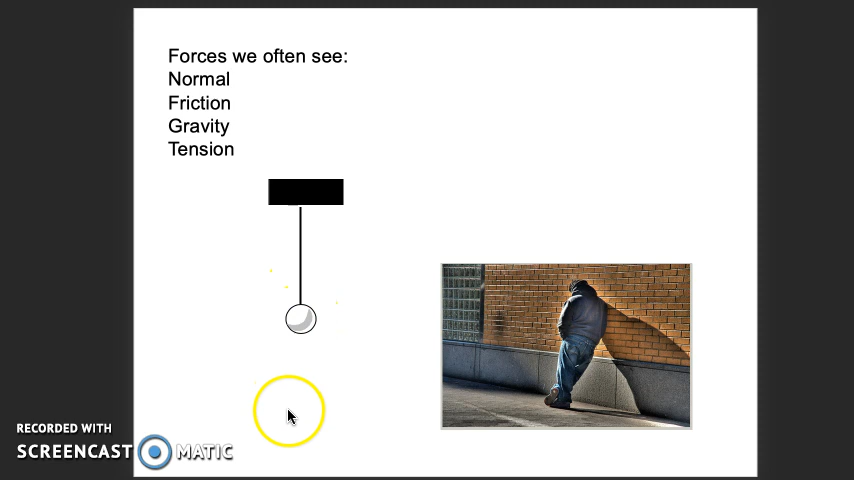 Forces we often see:
Normal
Friction
Gravity
Tension
RECORDED WITH
SCREENCAST MATIC